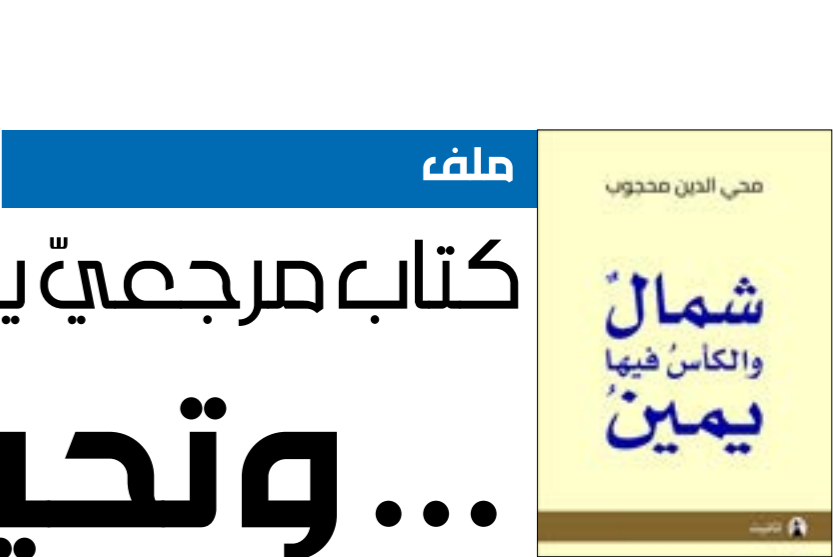 ملف
كتاب مرجعيّ ي
... وتحي
محي الدين محجوب
شمالٌ
والكأسُ فيها
يمينُ